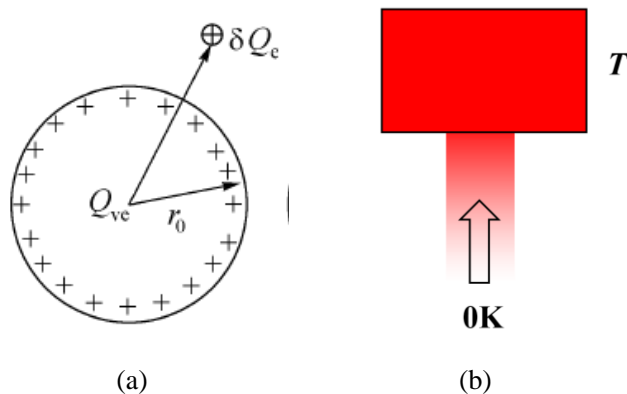 ⊕ δQe
+ + + + + + + + + + + + + + + + + + + +
Qve
r0
T
0K
(a)
(b)